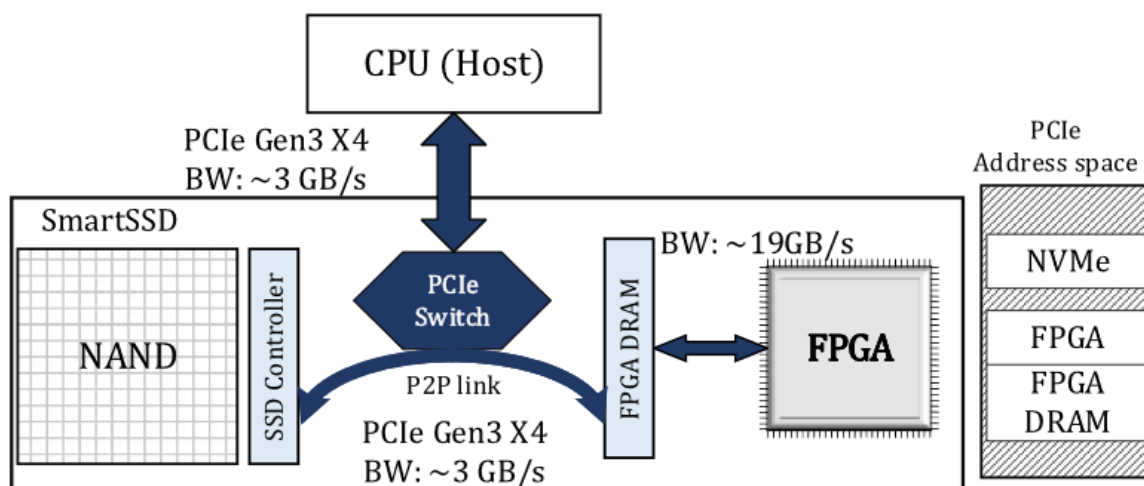 CPU (Host)
PCIe Gen3 X4
BW: ~3 GB/s
SmartSSD
NAND
SSD Controller
PCIe
Switch
P2P link
PCIe Gen3 X4
BW: ~3 GB/s
FPGA DRAM
BW: ~19GB/s
FPGA
PCIe
Address space
NVMe
FPGA
FPGA
DRAM